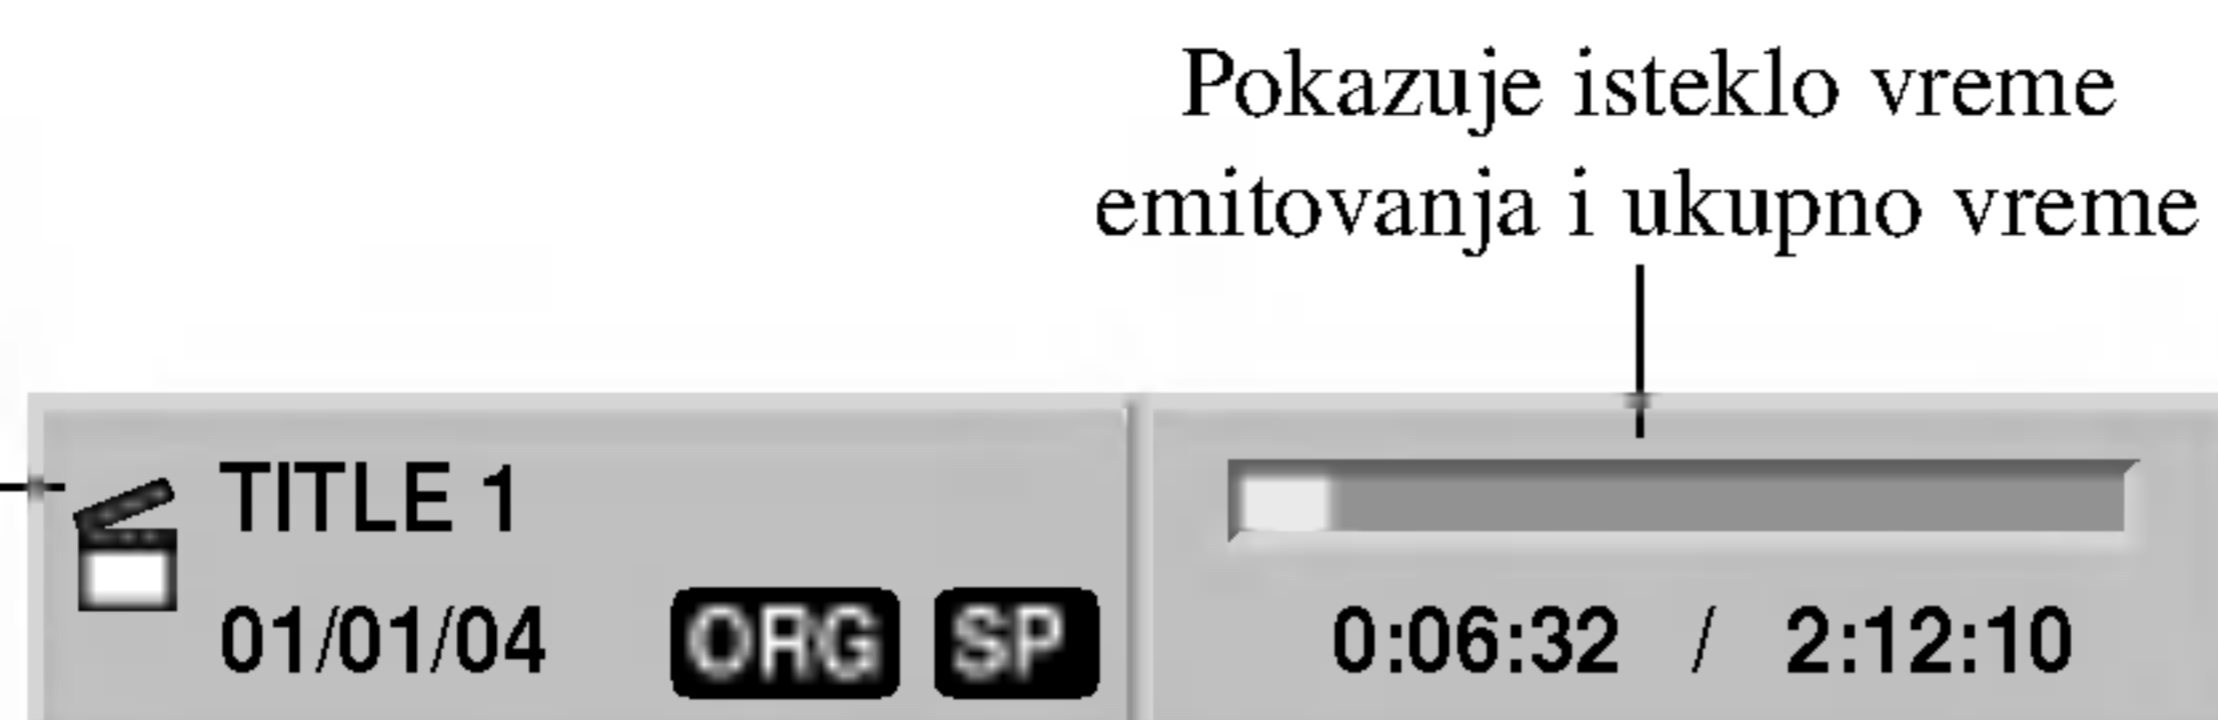 Pokazuje isteklo vreme
emitovanja i ukupno vreme
TITLE 1
01/01/04 ORG SP
0:06:32 / 2:12:10